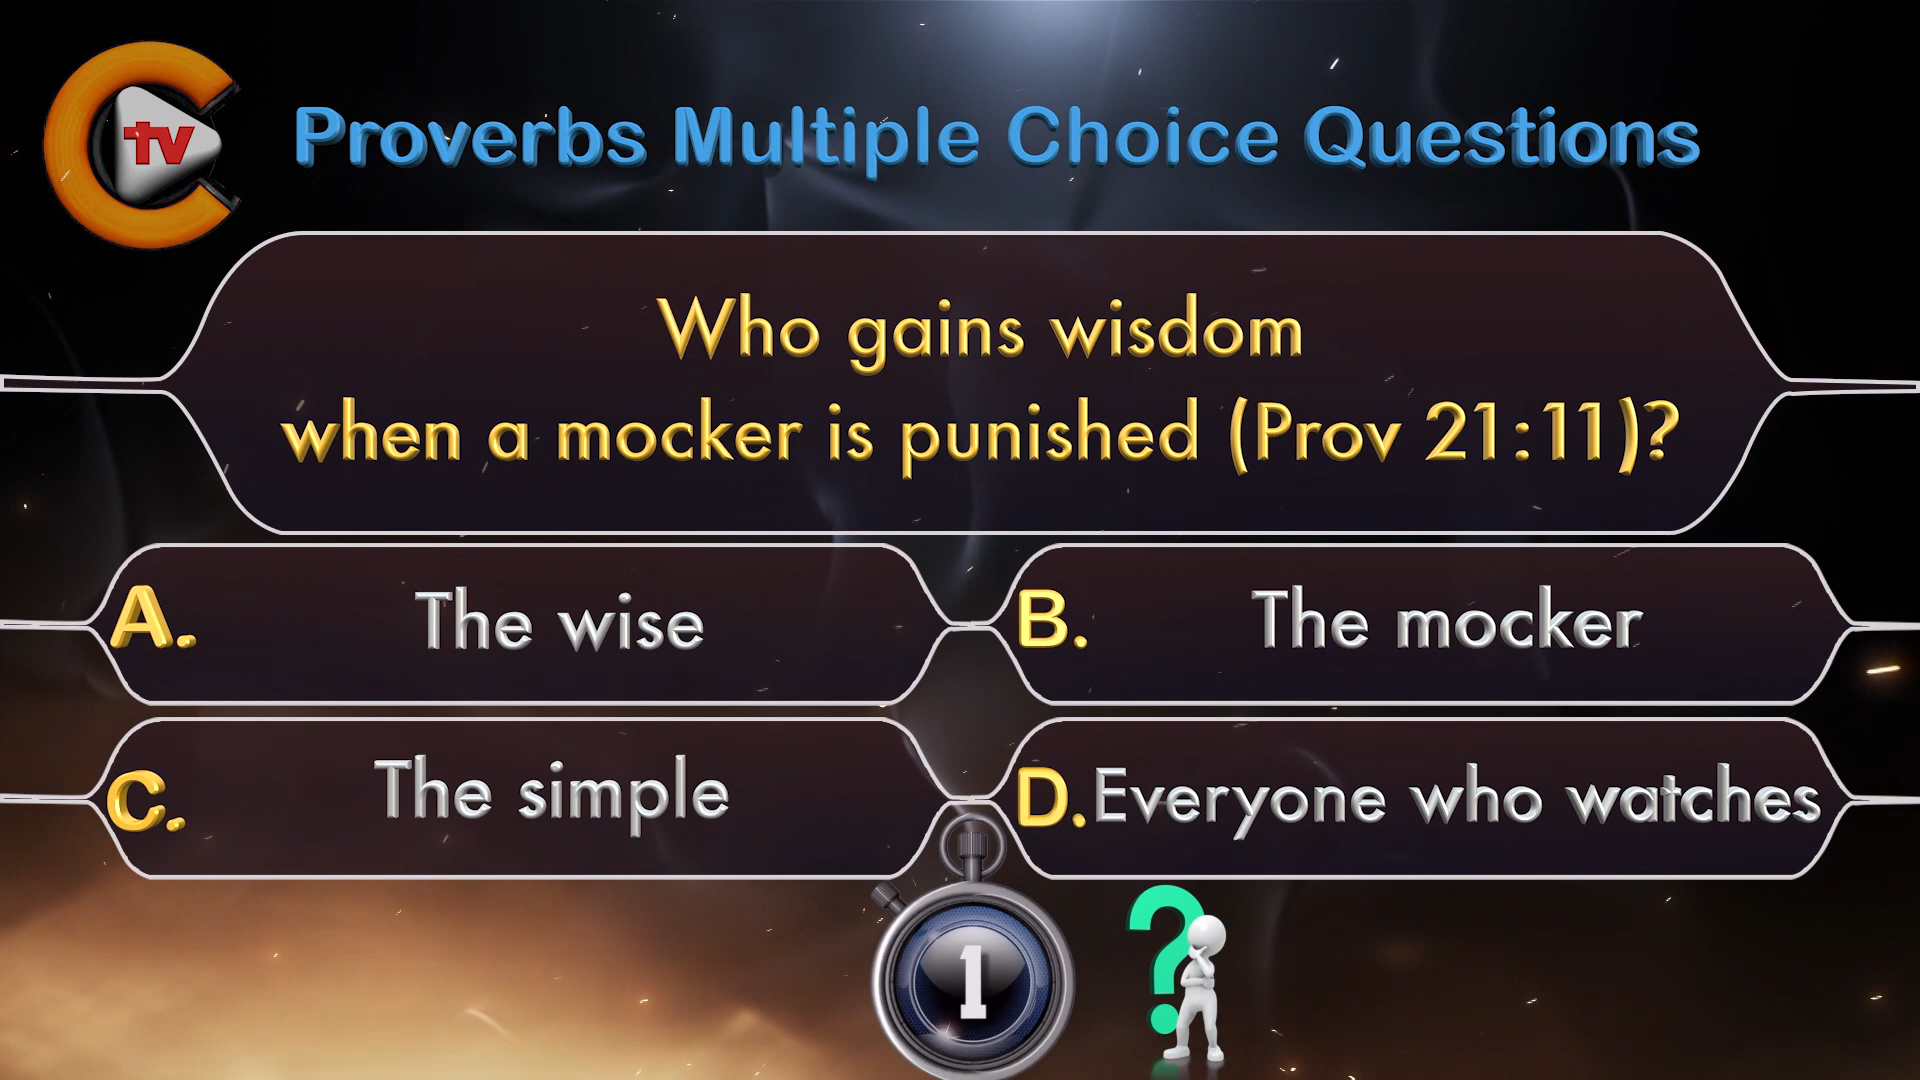 tv
Proverbs Multiple Choice Questions
Who gains wisdom
when a mocker is punished (Prov 21:11)?
A. The wise
B. The mocker
C. The simple
D. Everyone who watches
1
?